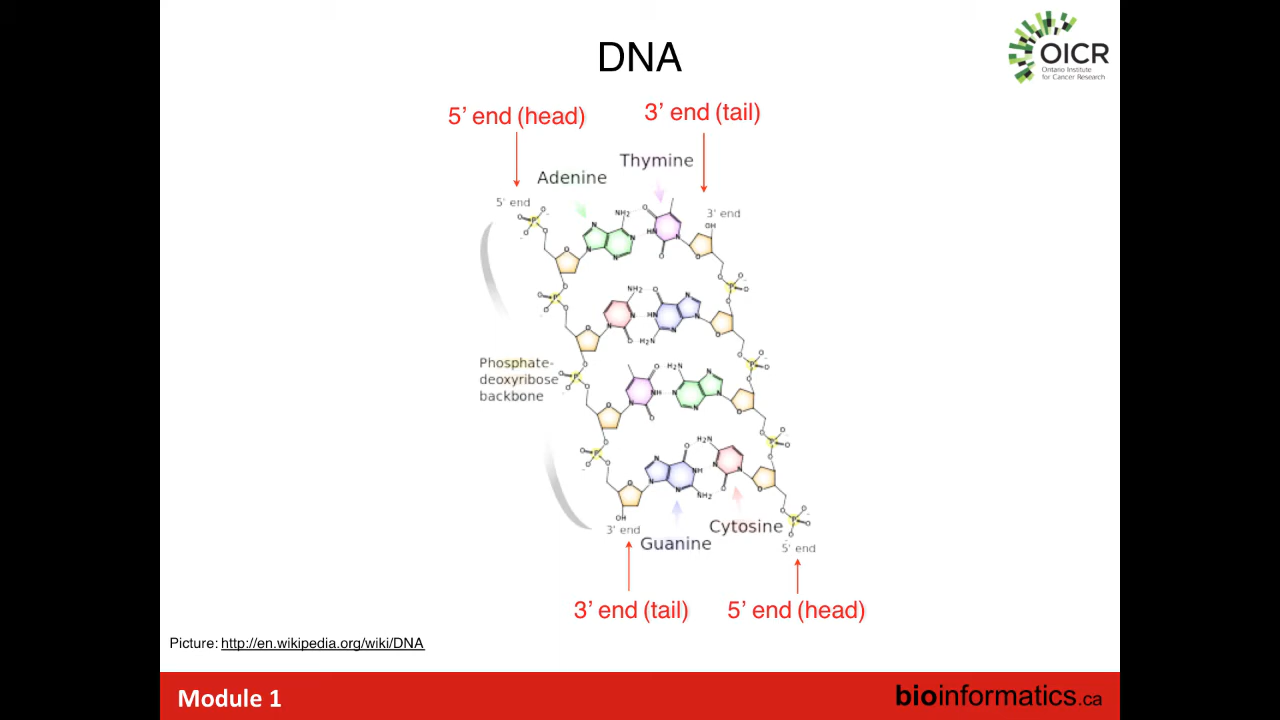 DNA
OICR
Ontario Institute
for Cancer Research
5’ end (head)
3’ end (tail)
Thymine
Adenine
5' end
3' end
Phosphate-
deoxyribose
backbone
3' end
Guanine
Cytosine
5' end
3’ end (tail)
5’ end (head)
Picture: http://en.wikipedia.org/wiki/DNA
Module 1
bioinformatics.ca